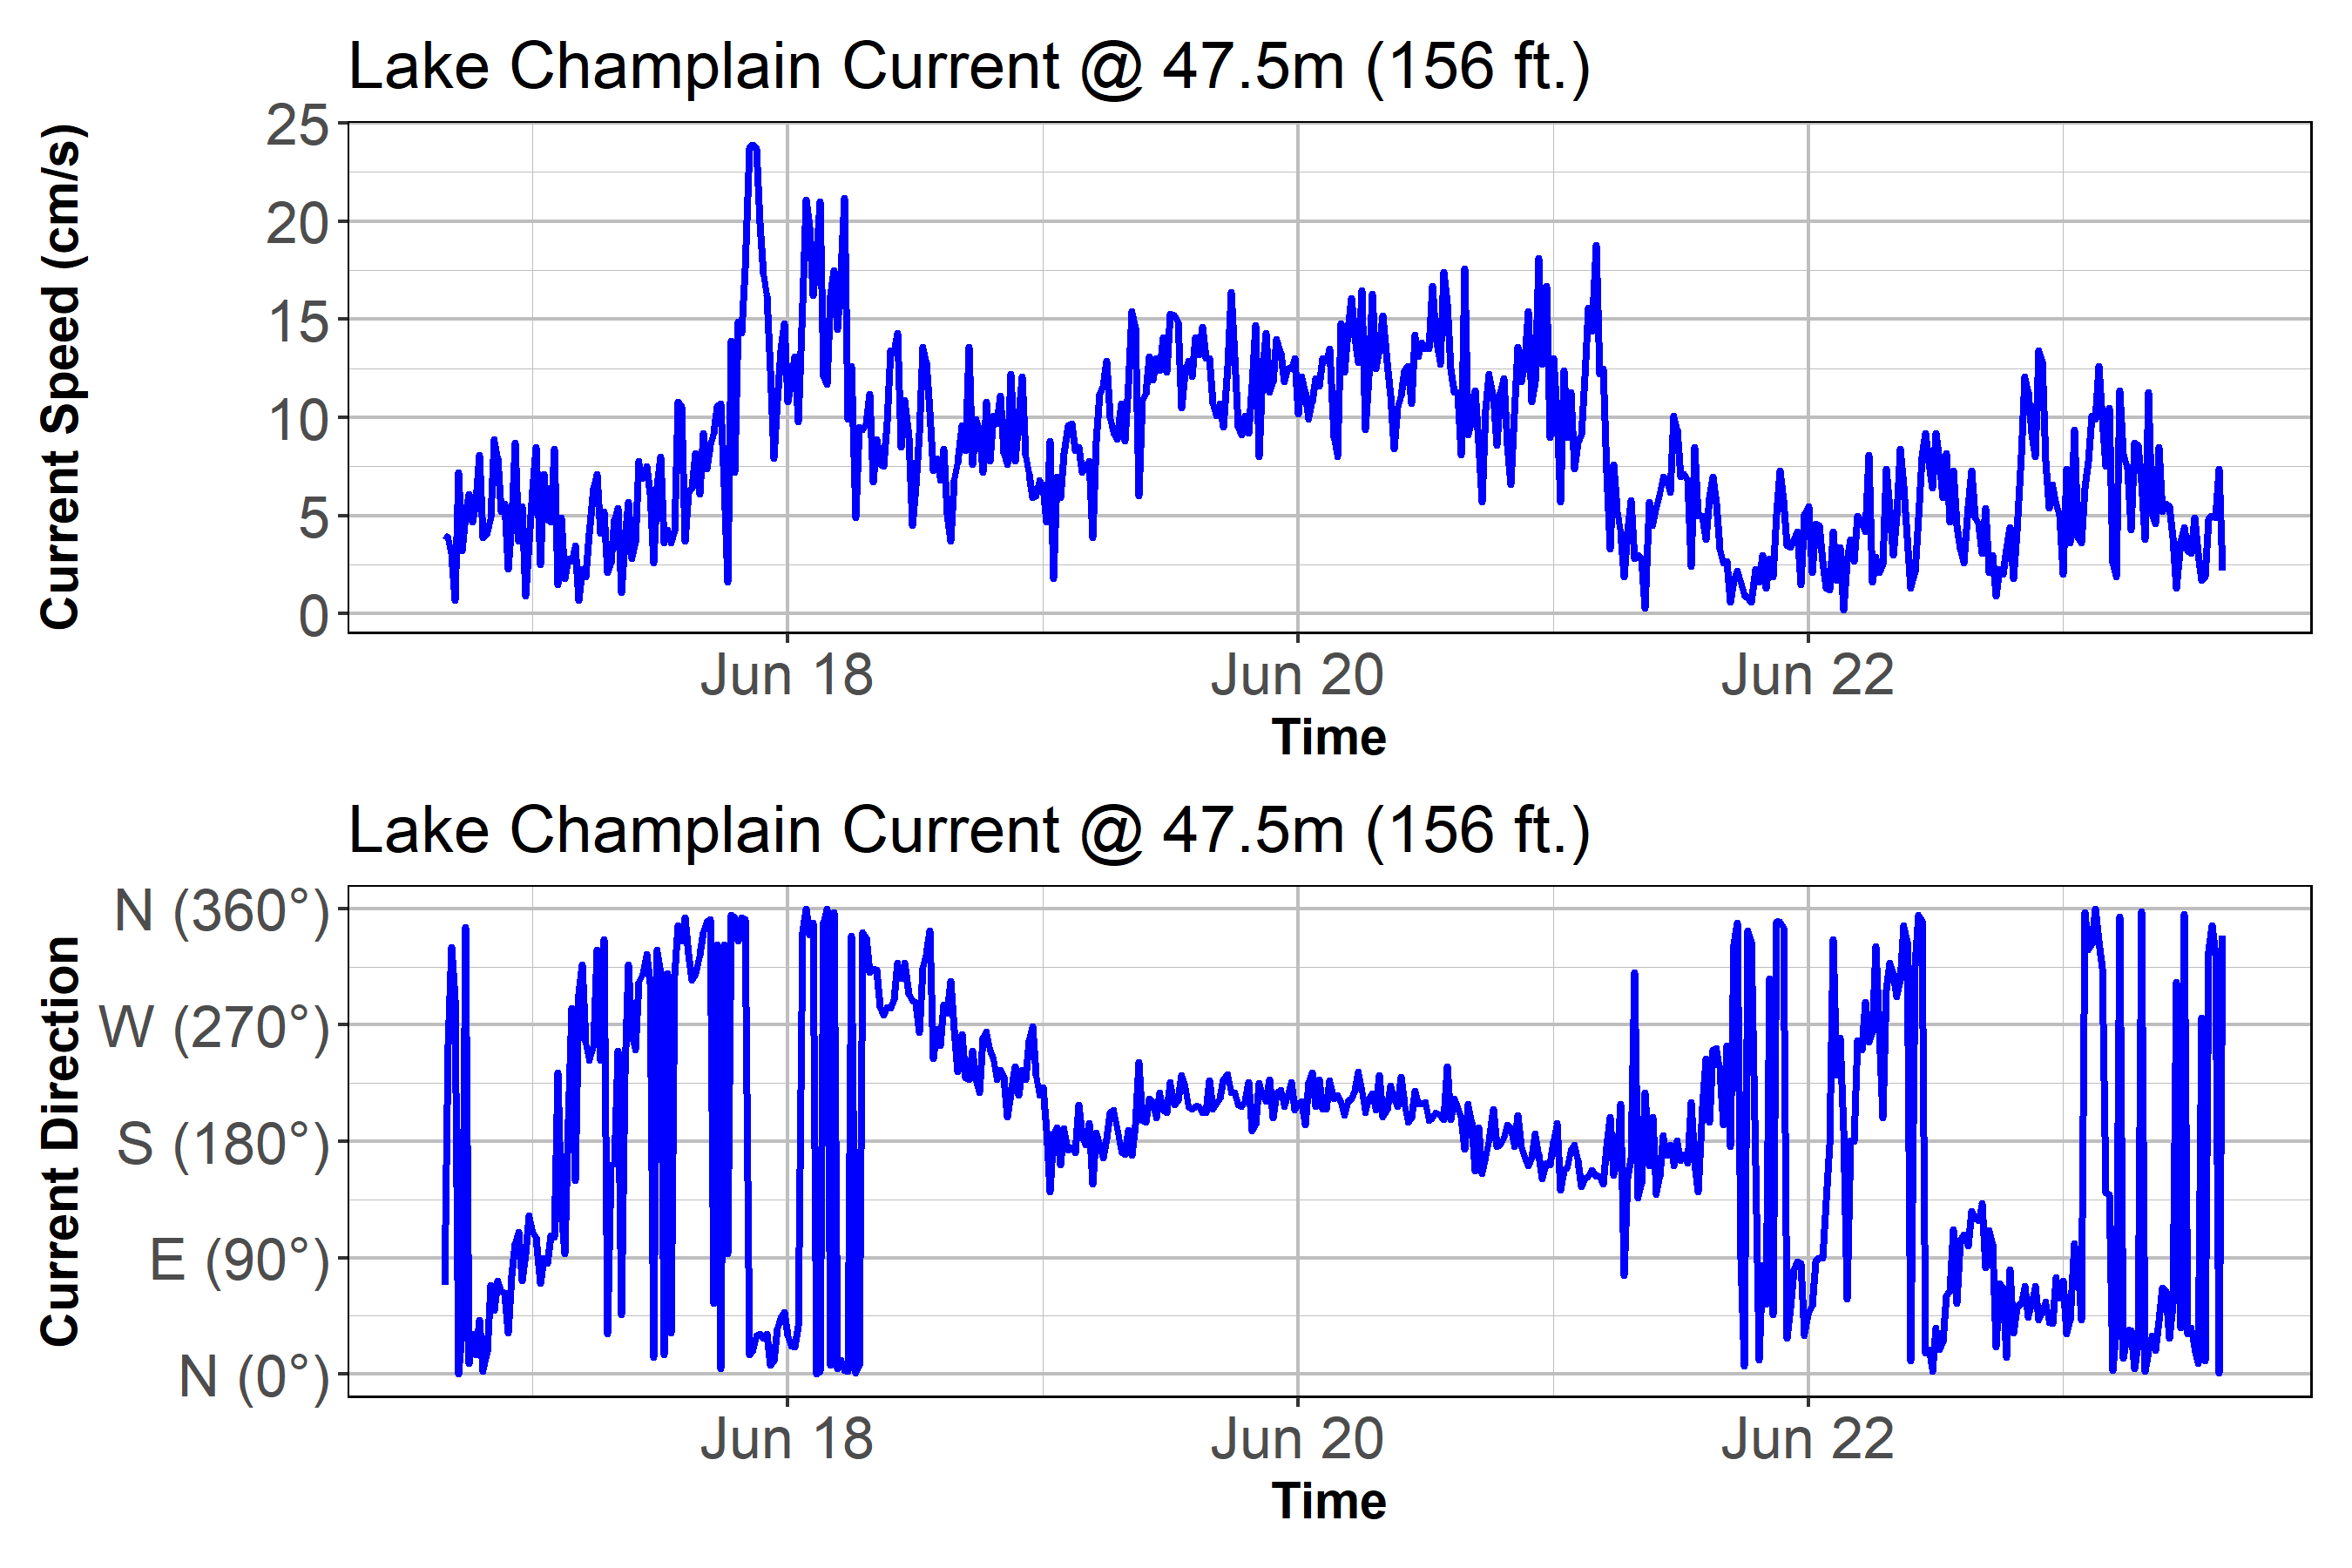 Lake Champlain Current @ 47.5m (156 ft.)
Current Speed (cm/s)
25
20
15
10
5
0
Jun 18 Jun 20 Jun 22
Time
Lake Champlain Current @ 47.5m (156 ft.)
Current Direction
N (360°)
W (270°)
S (180°)
E (90°)
N (0°)
Jun 18 Jun 20 Jun 22
Time